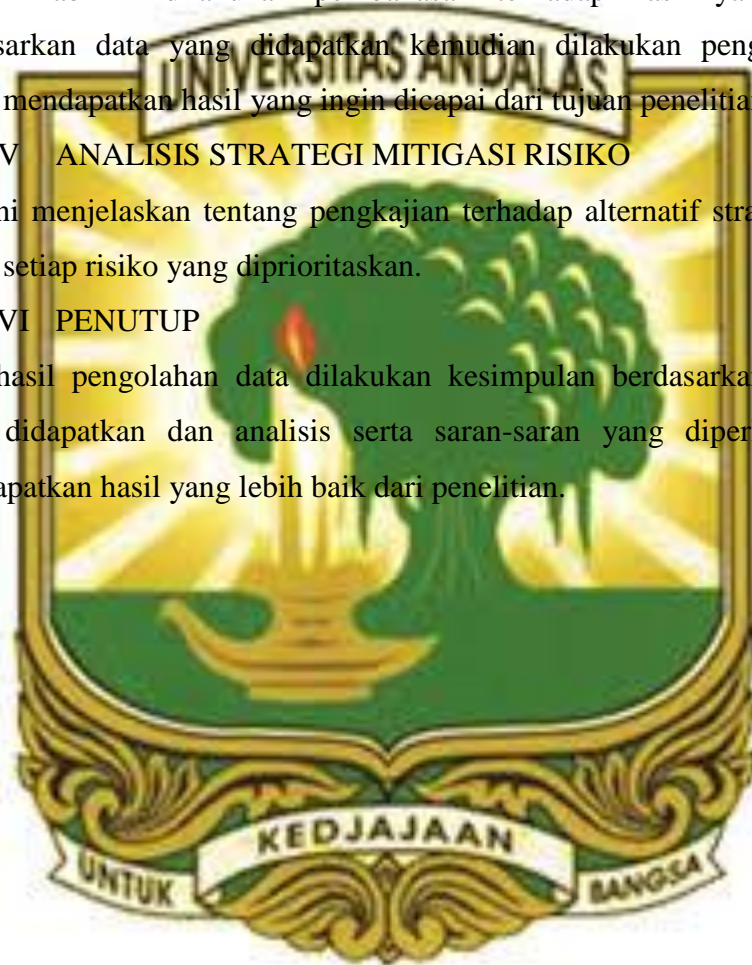 UNIVERSITAS ANDALAS
sarkan data yang didapatkan kemudian dilakukan peng
mendapatkan hasil yang ingin dicapai dari tujuan penelitian
V ANALISIS STRATEGI MITIGASI RISIKO
ni menjelaskan tentang pengkajian terhadap alternatif stra
setiap risiko yang diprioritaskan.
VI PENUTUP
hasil pengolahan data dilakukan kesimpulan berdasarkan
didapatkan dan analisis serta saran-saran yang diper
apatkan hasil yang lebih baik dari penelitian.
KEDJAJAAN
UNTUK BANGSA